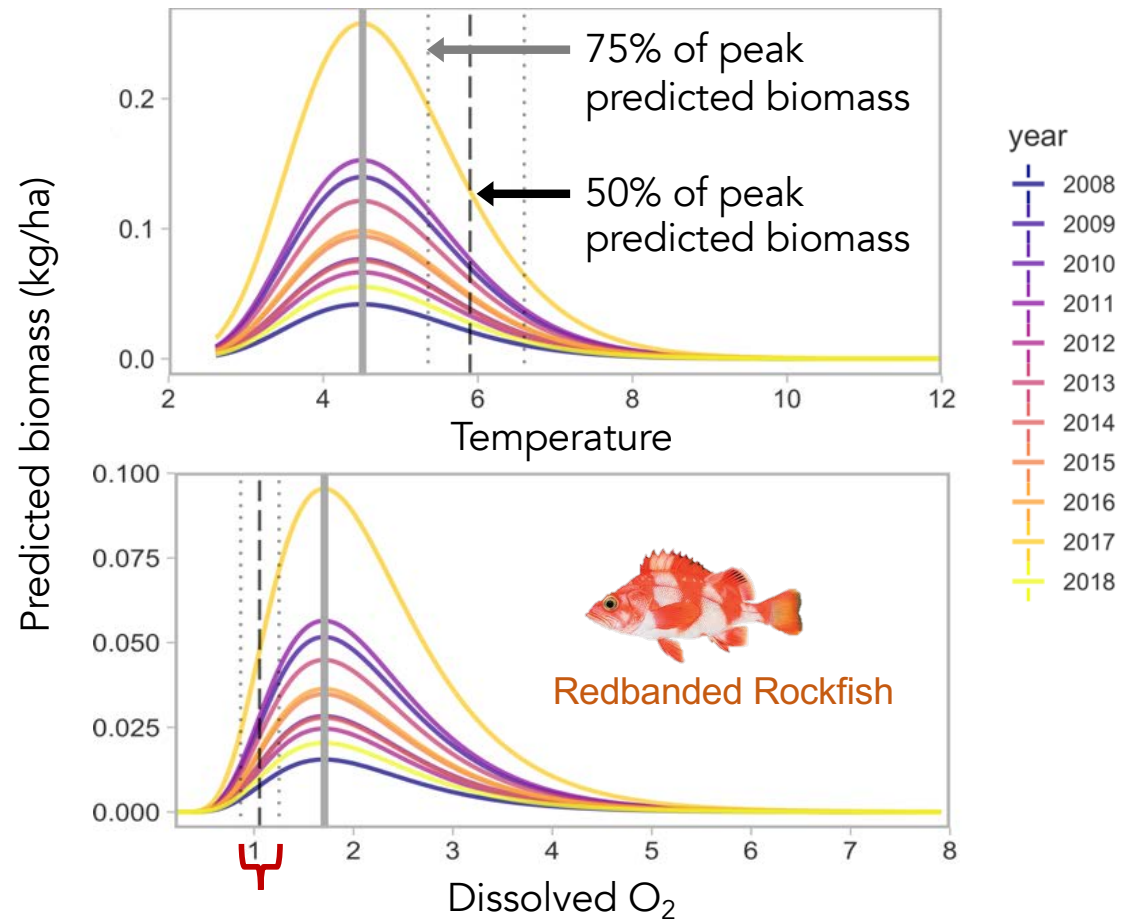 Predicted biomass (kg/ha)
0.2
0.1
0.0
75% of peak
predicted biomass
50% of peak
predicted biomass
2 4 6 8 10 12
Temperature
0.100
0.075
0.050
0.025
0.000
Redbanded Rockfish
1 2 3 4 5 6 7 8
Dissolved O₂
year
2008
2009
2010
2011
2012
2013
2014
2015
2016
2017
2018